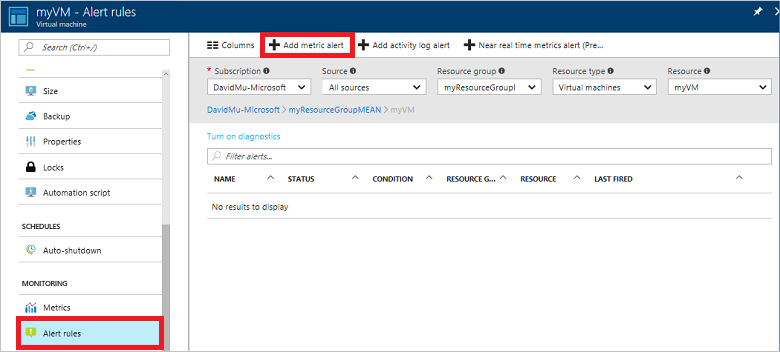 myVM - Alert rules
Virtual machine
Search (Ctrl+/)
Size
Backup
Properties
Locks
Automation script
SCHEDULES
Auto-shutdown
MONITORING
Metrics
Alert rules
Columns Add metric alert Add activity log alert Near real time metrics alert (Pre...
* Subscription Source Resource group Resource type Resource
DavidMu-Microsoft All sources myResourceGroupI Virtual machines myVM
DavidMu-Microsoft > myResourceGroupMEAN > myVM
Turn on diagnostics
Filter alerts...
NAME STATUS CONDITION RESOURCE G... RESOURCE LAST FIRED
No results to display